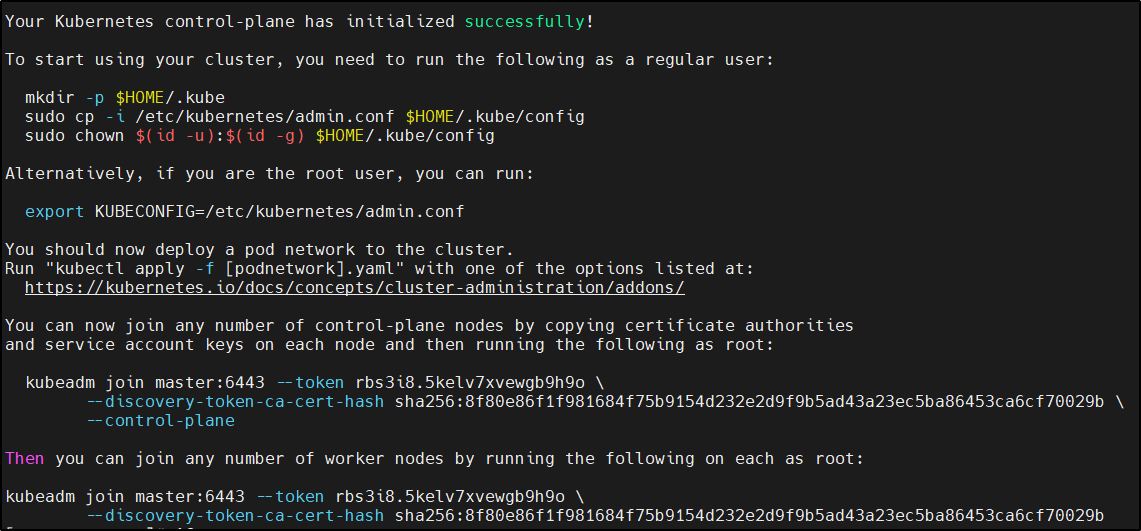 Your Kubernetes control-plane has initialized successfully!
To start using your cluster, you need to run the following as a regular user:
mkdir -p $HOME/.kube
sudo cp -i /etc/kubernetes/admin.conf $HOME/.kube/config
sudo chown $(id -u):$(id -g) $HOME/.kube/config
Alternatively, if you are the root user, you can run:
export KUBECONFIG=/etc/kubernetes/admin.conf
You should now deploy a pod network to the cluster.
Run "kubectl apply -f [podnetwork].yaml" with one of the options listed at:
https://kubernetes.io/docs/concepts/cluster-administration/addons/
You can now join any number of control-plane nodes by copying certificate authorities
and service account keys on each node and then running the following as root:
kubeadm join master:6443 --token rbs3i8.5kelv7xvewgb9h9o \
--discovery-token-ca-cert-hash sha256:8f80e86f1f981684f75b9154d232e2d9f9b5ad43a23ec5ba86453ca6cf70029b \
--control-plane
Then you can join any number of worker nodes by running the following on each as root:
kubeadm join master:6443 --token rbs3i8.5kelv7xvewgb9h9o \
--discovery-token-ca-cert-hash sha256:8f80e86f1f981684f75b9154d232e2d9f9b5ad43a23ec5ba86453ca6cf70029b